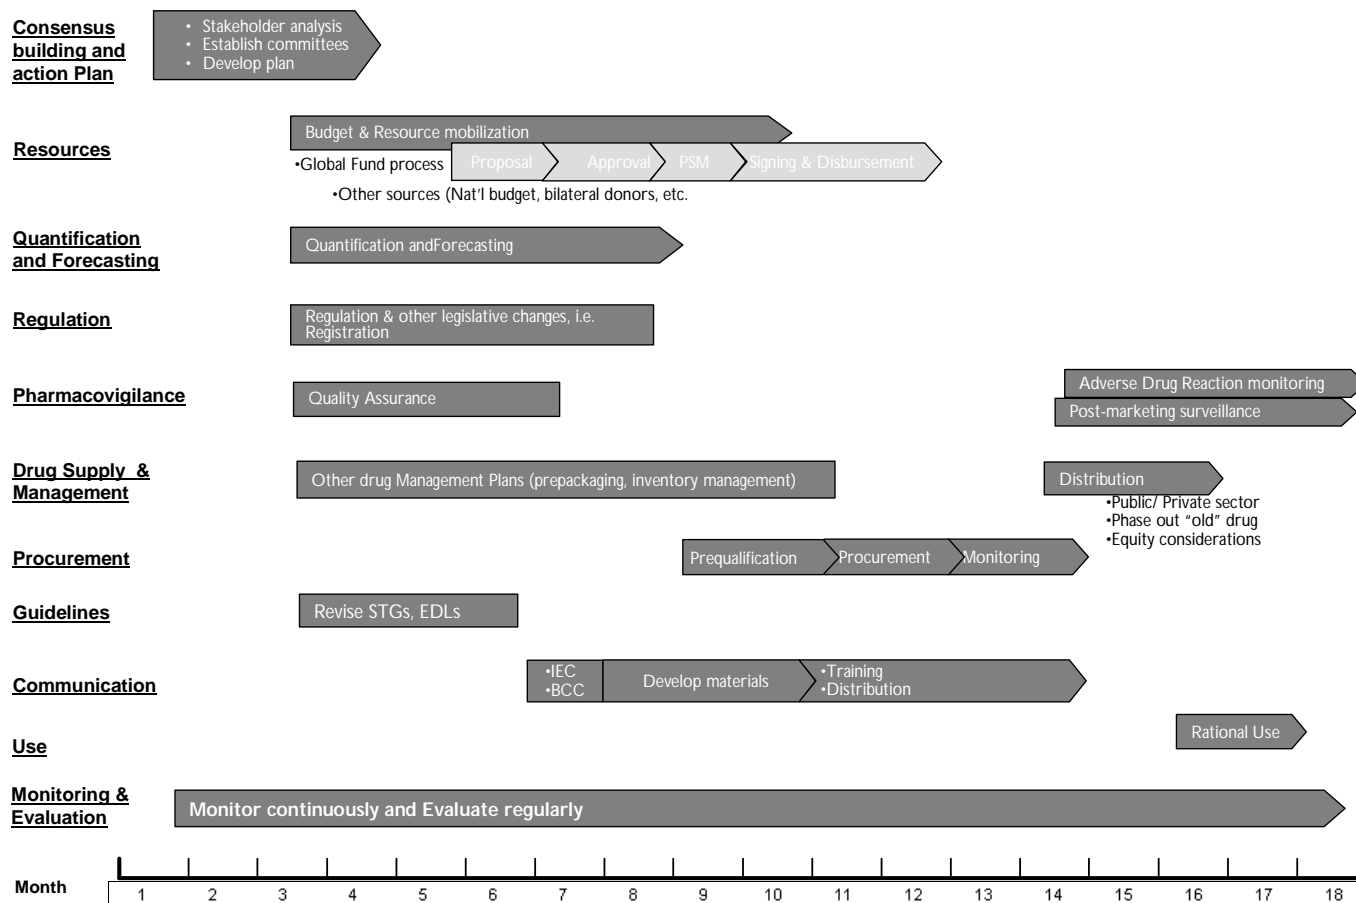 Consensus
building and
action Plan
• Stakeholder analysis
• Establish committees
• Develop plan
Resources
Budget & Resource mobilization
•Global Fund process
Proposal
Approval
PSM
Signing & Disbursement
•Other sources (Nat'l budget, bilateral donors, etc.
Quantification
and Forecasting
Quantification andForecasting
Regulation
Regulation & other legislative changes, i.e.
Registration
Pharmacovigilance
Quality Assurance
Adverse Drug Reaction monitoring
Post-marketing surveillance
Drug Supply &
Management
Other drug Management Plans (prepackaging, inventory management)
Distribution
•Public/ Private sector
•Phase out “old” drug
•Equity considerations
Procurement
Prequalification
Procurement
Monitoring
Guidelines
Revise STGs, EDLs
Communication
•IEC
•BCC
Develop materials
•Training
•Distribution
Use
Rational Use
Monitoring &
Evaluation
Monitor continuously and Evaluate regularly
Month
1 2 3 4 5 6 7 8 9 10 11 12 13 14 15 16 17 18